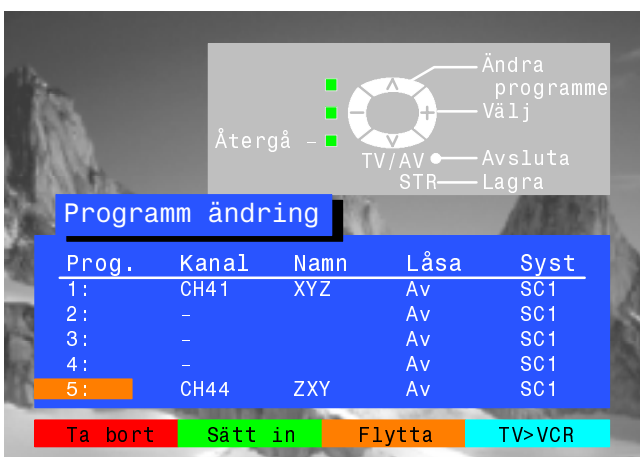 Ändra
programme
Välj
Återgå –
TV/AV Avsluta
STR Lagra
Programm ändring
Prog. Kanal Namn Låsa Syst
1: CH41 XYZ Av SC1
2: – Av SC1
3: – Av SC1
4: – Av SC1
5: CH44 ZXY Av SC1
Ta bort Sätt in Flytta TV>VCR